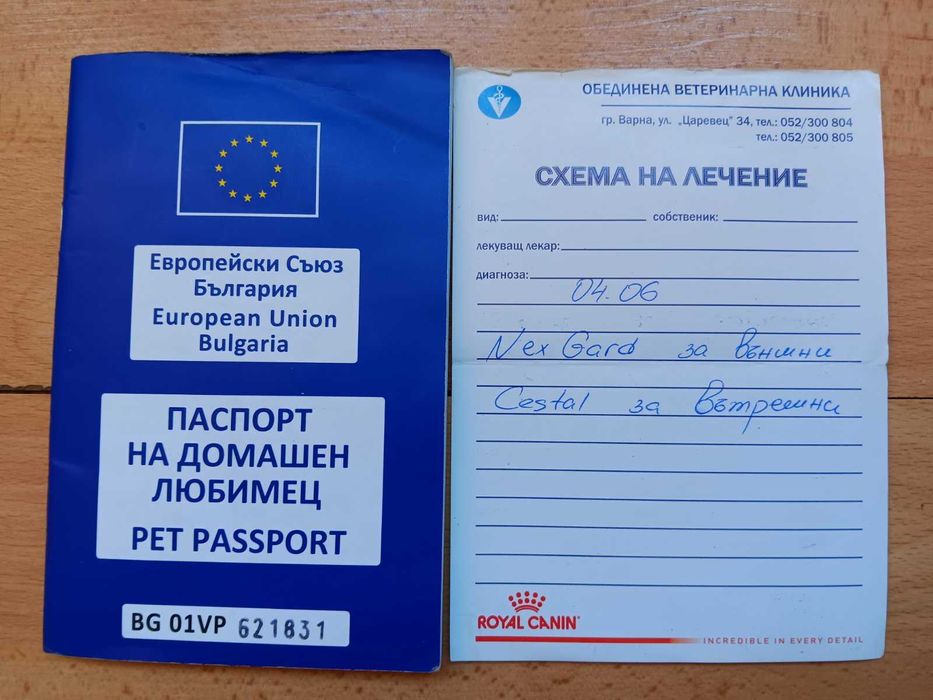 Европейски Съюз
България
European Union
Bulgaria
ПАСПОРТ
НА ДОМАШЕН
ЛЮБИМЕЦ
PET PASSPORT
BG 01VP 621831
ОБЕДИНЕНА ВЕТЕРИНАРНА КЛИНИКА
гр. Варна, ул. „Царевец" 34, тел.: 052/300 804
тел.: 052/300 805
СХЕМА НА ЛЕЧЕНИЕ
вид: собственик:
лекуващ лекар:
диагноза:
04.06
NexGard за външни
Cestal за вътрешни
ROYAL CANIN
INCREDIBLE IN EVERY DETAIL